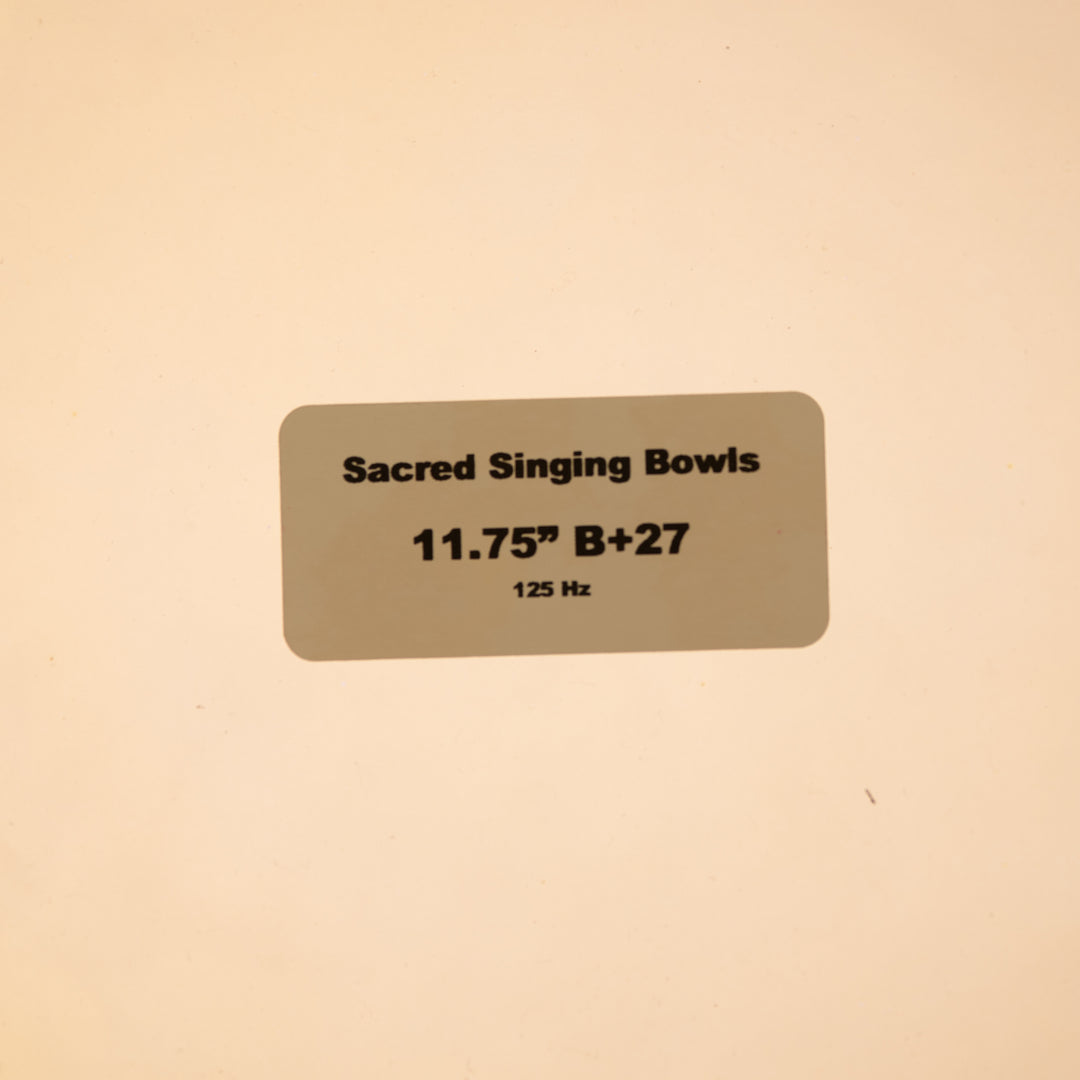 Sacred Singing Bowls
11.75” B+27
125 Hz